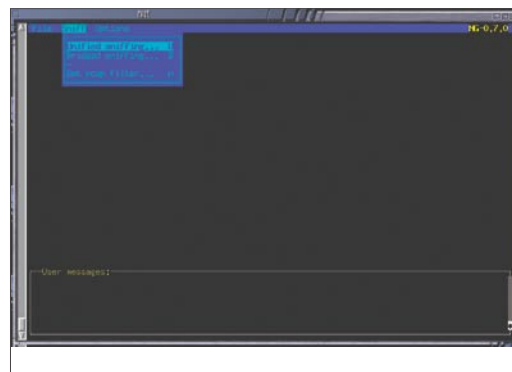 File Sniff Options
NG-0.7.0
Unified sniffing... U
Bridged sniffing... B
Set pcap filter... p
User messages: